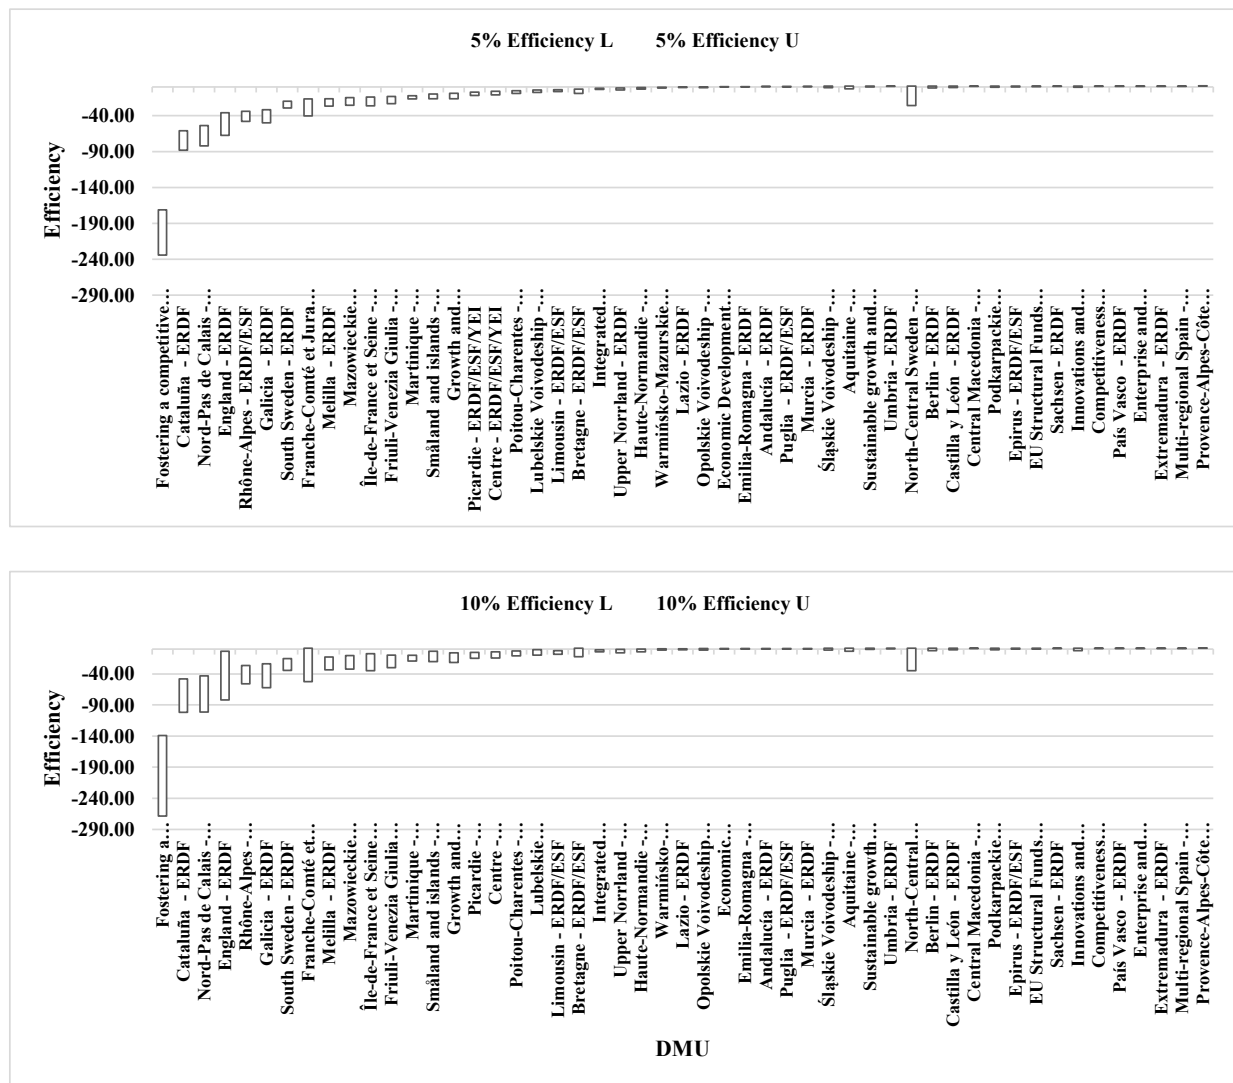 5% Efficiency L 5% Efficiency U
Efficiency
-40.00
-90.00
-140.00
-190.00
-240.00
-290.00
Fostering a competitive…
Cataluña - ERDF
Nord-Pas de Calais -…
England - ERDF
Rhône-Alpes - ERDF/ESF
Galicia - ERDF
South Sweden - ERDF
Franche-Comté et Jura…
Melilla - ERDF
Mazowieckie…
Île-de-France et Seine -…
Friuli-Venezia Giulia -…
Martinique -…
Småland and islands -…
Growth and…
Picardie - ERDF/ESF/YEI
Centre - ERDF/ESF/YEI
Poitou-Charentes -…
Lubelskie Voivodeship -…
Limousin - ERDF/ESF
Bretagne - ERDF/ESF
Integrated…
Upper Norrland - ERDF
Haute-Normandie -…
Warmińsko-Mazurskie…
Lazio - ERDF
Opolskie Voivodeship -…
Economic Development…
Emilia-Romagna - ERDF
Andalucía - ERDF
Puglia - ERDF/ESF
Murcia - ERDF
Śląskie Voivodeship -…
Aquitaine -…
Sustainable growth and…
Umbria - ERDF
North-Central Sweden -…
Berlin - ERDF
Castilla y León - ERDF
Central Macedonia -…
Podkarpackie…
Epirus - ERDF/ESF
EU Structural Funds…
Sachsen - ERDF
Innovations and…
Competitiveness…
País Vasco - ERDF
Enterprise and…
Extremadura - ERDF
Multi-regional Spain -…
Provence-Alpes-Côte…
10% Efficiency L 10% Efficiency U
Efficiency
-40.00
-90.00
-140.00
-190.00
-240.00
-290.00
Fostering a…
Cataluña - ERDF
Nord-Pas de Calais -…
England - ERDF
Rhône-Alpes -…
Galicia - ERDF
South Sweden - ERDF
Franche-Comté et…
Melilla - ERDF
Mazowieckie…
Île-de-France et Seine…
Friuli-Venezia Giulia…
Martinique -…
Småland and islands -…
Growth and…
Picardie -…
Centre -…
Poitou-Charentes -…
Lubelskie…
Limousin - ERDF/ESF
Bretagne - ERDF/ESF
Integrated…
Upper Norrland -…
Haute-Normandie -…
Warmińsko-…
Lazio - ERDF
Opolskie Voivodeship…
Economic…
Emilia-Romagna -…
Andalucía - ERDF
Puglia - ERDF/ESF
Murcia - ERDF
Śląskie Voivodeship -…
Aquitaine -…
Sustainable growth…
Umbria - ERDF
North-Central…
Berlin - ERDF
Castilla y León - ERDF
Central Macedonia -…
Podkarpackie…
Epirus - ERDF/ESF
EU Structural Funds…
Sachsen - ERDF
Innovations and…
Competitiveness…
País Vasco - ERDF
Enterprise and…
Extremadura - ERDF
Multi-regional Spain -…
Provence-Alpes-Côte…
DMU